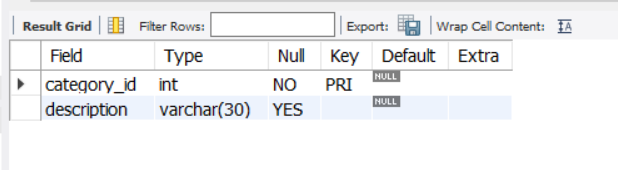 Result Grid Filter Rows: Export: Wrap Cell Content: IA
Field Type Null Key Default Extra
category_id int NO PRI NULL
description varchar(30) YES NULL